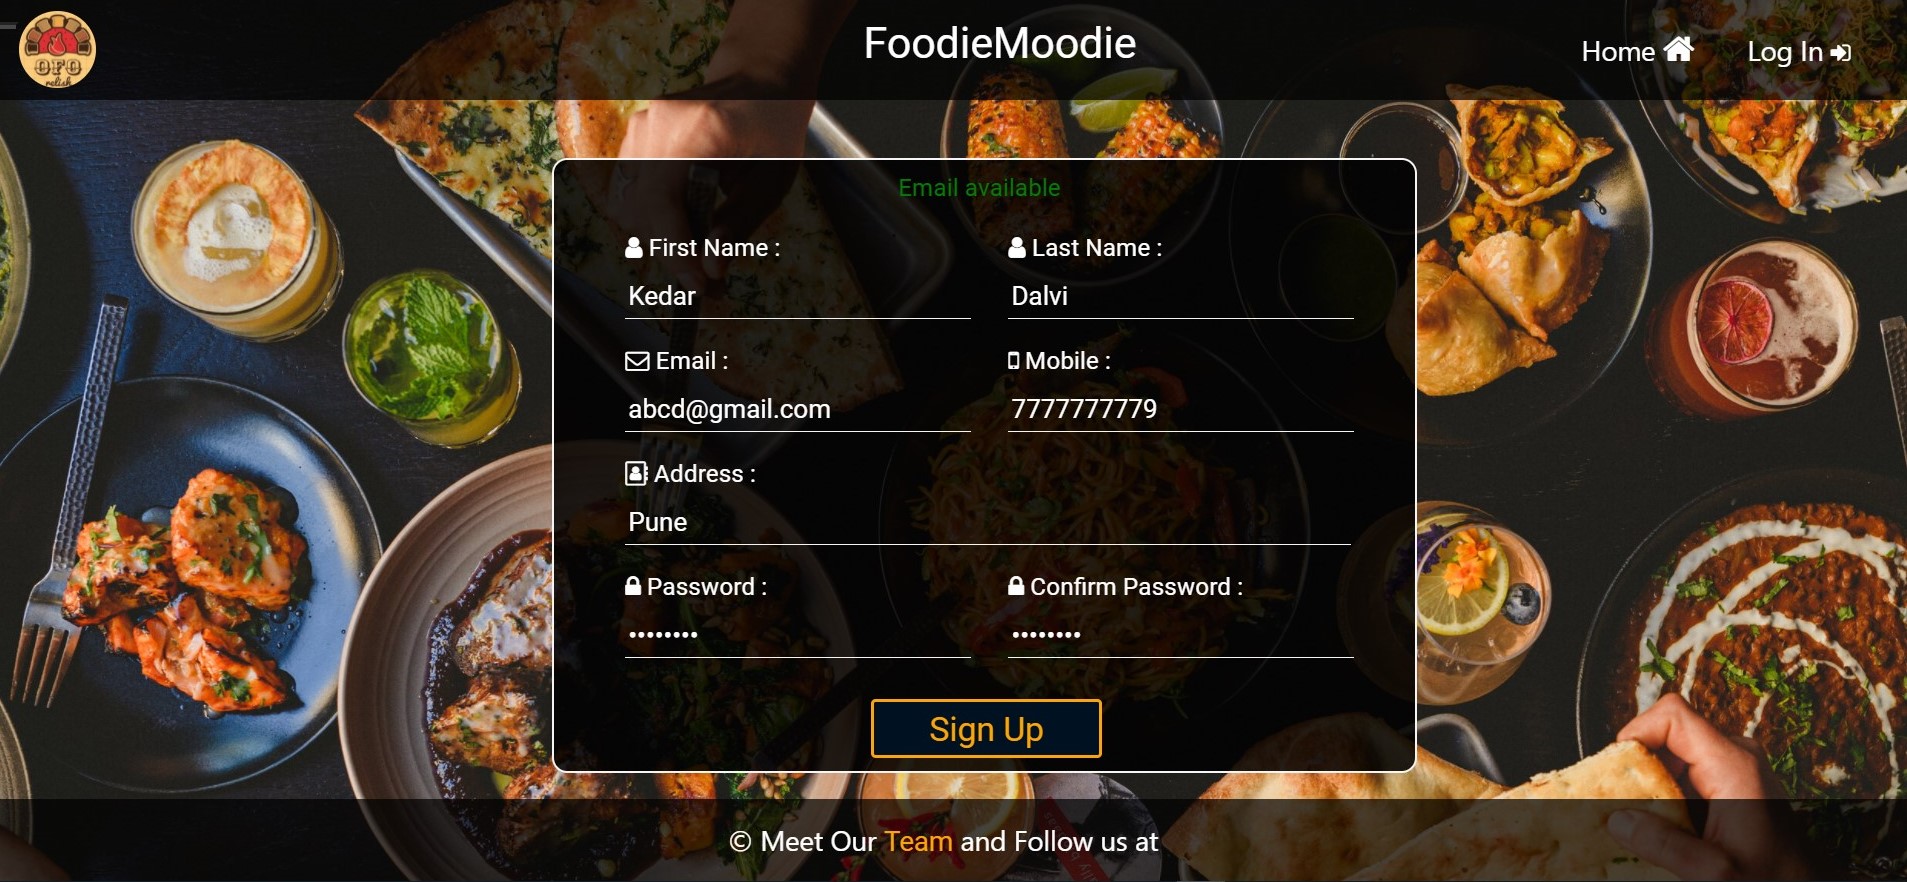 OFO
relish
FoodieMoodie
Home
Log In
Email available
First Name :
Last Name :
Kedar
Dalvi
Email :
Mobile :
abcd@gmail.com
7777777779
Address :
Pune
Password :
Confirm Password :
••••••••
••••••••
Sign Up
© Meet Our Team and Follow us at